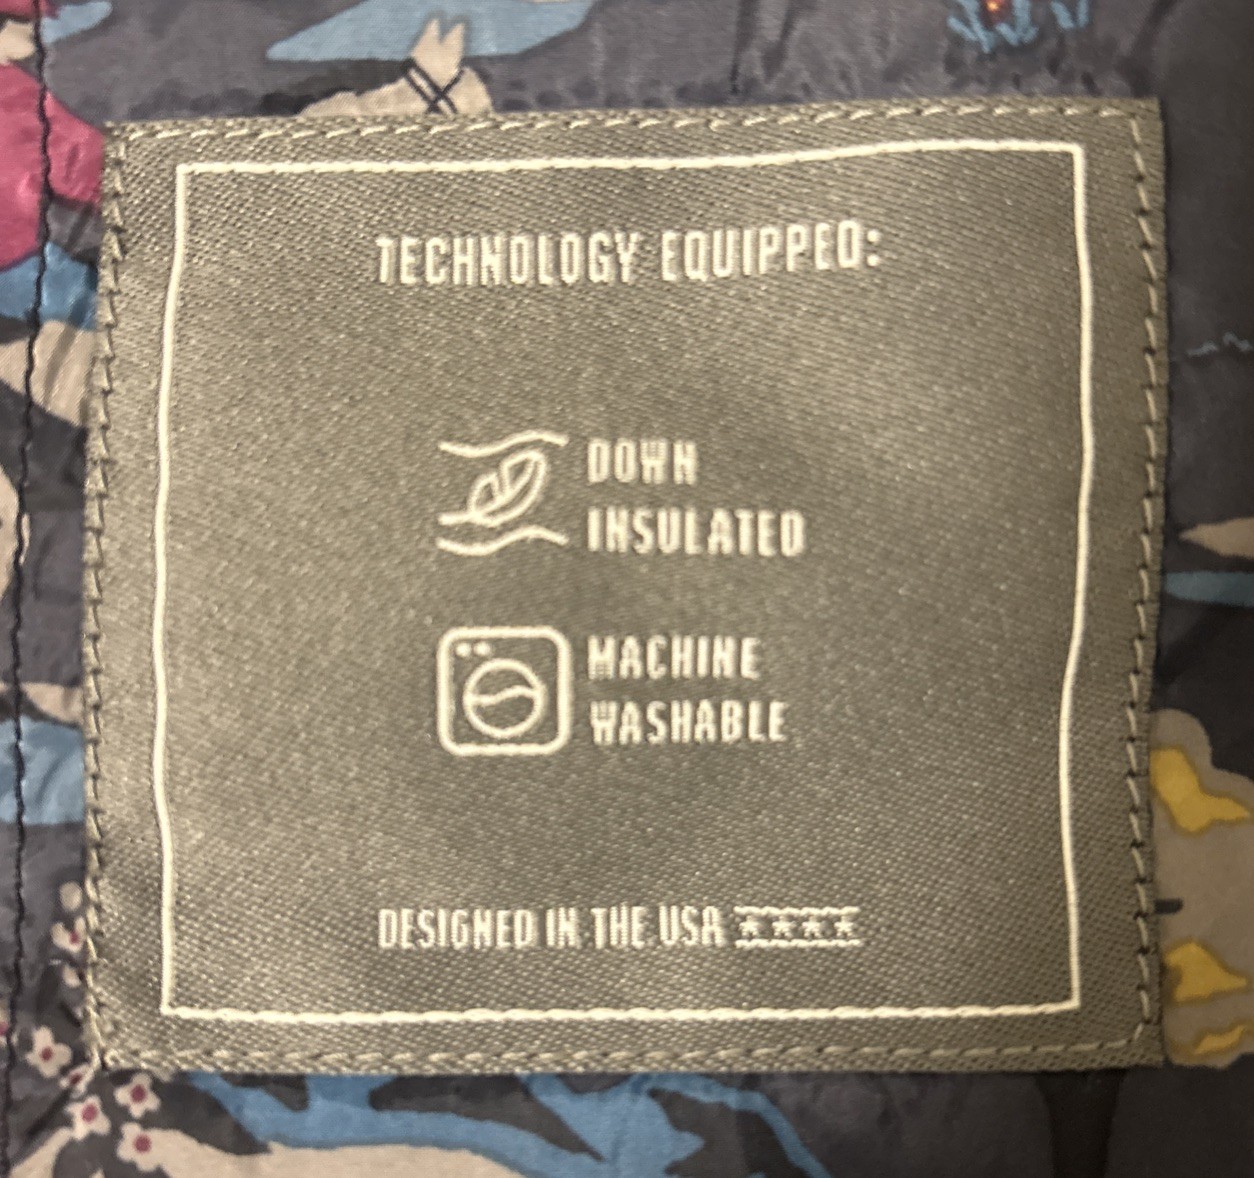 TECHNOLOGY EQUIPPED:
DOWN
INSULATED
MACHINE
WASHABLE
DESIGNED IN THE USA